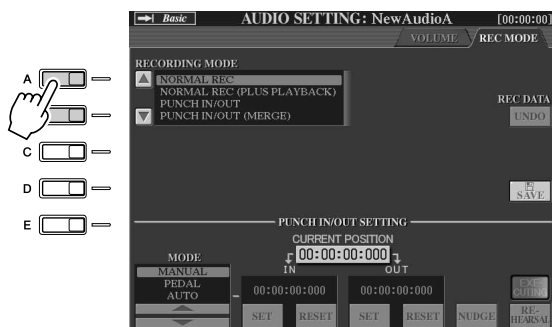 Basic AUDIO SETTING: NewAudioA [00:00:00]
VOLUME REC MODE
RECORDING MODE
NORMAL REC
NORMAL REC (PLUS PLAYBACK)
PUNCH IN/OUT
PUNCH IN/OUT (MERGE)
REC DATA
UNDO
A
C
D
E
SAVE
PUNCH IN/OUT SETTING
CURRENT POSITION
00:00:00:000
IN OUT
MODE
MANUAL
PEDAL
AUTO
00:00:00:000 00:00:00:000
SET RESET SET RESET NUDGE
EXE-
CUTING
RE-
HEARSAL